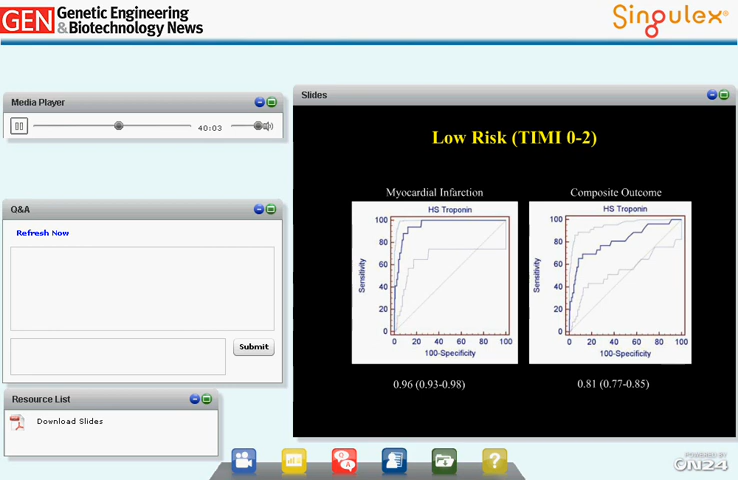 GEN Genetic Engineering
& Biotechnology News
Singulex®
Media Player
40:03
Q&A
Refresh Now
Submit
Resource List
Download Slides
Slides
Low Risk (TIMI 0-2)
Myocardial Infarction
HS Troponin
Sensitivity
100
80
60
40
20
0
0 20 40 60 80 100
100-Specificity
0.96 (0.93-0.98)
Composite Outcome
HS Troponin
Sensitivity
100
80
60
40
20
0
0 20 40 60 80 100
100-Specificity
0.81 (0.77-0.85)
Q
A
?
POWERED BY
ON24